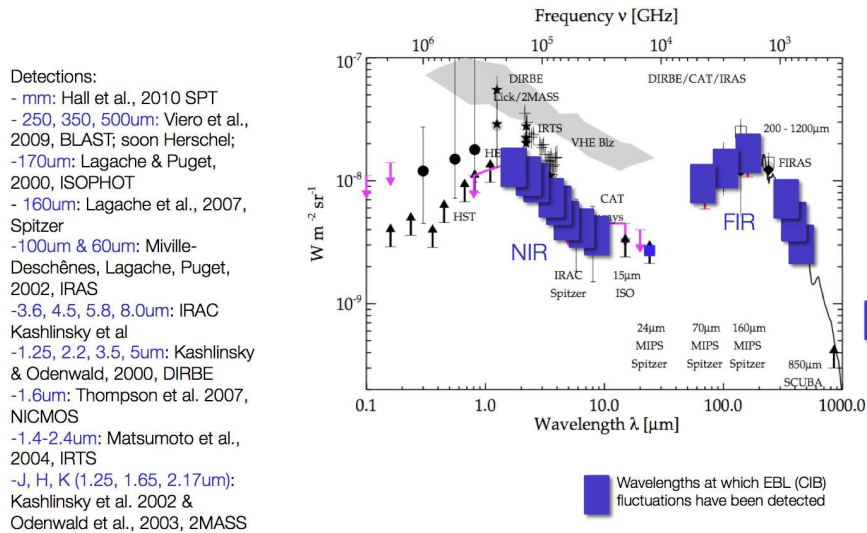 Detections:
- mm: Hall et al., 2010 SPT
- 250, 350, 500um: Viero et al.,
2009, BLAST; soon Herschel;
-170um: Lagache & Puget,
2000, ISOPHOT
- 160um: Lagache et al., 2007,
Spitzer
-100um & 60um: Miville-
Deschênes, Lagache, Puget,
2002, IRAS
-3.6, 4.5, 5.8, 8.0um: IRAC
Kashlinsky et al
-1.25, 2.2, 3.5, 5um: Kashlinsky
& Odenwald, 2000, DIRBE
-1.6um: Thompson et al. 2007,
NICMOS
-1.4-2.4um: Matsumoto et al.,
2004, IRTS
-J, H, K (1.25, 1.65, 2.17um):
Kashlinsky et al. 2002 &
Odenwald et al., 2003, 2MASS
Frequency ν [GHz]
10⁶ 10⁵ 10⁴ 10³
W m⁻² sr⁻¹
10⁻⁷
10⁻⁸
10⁻⁹
DIRBE
Lick/2MASS
IRTS
VHE Blz
DIRBE/CAT/IRAS
200 - 1200μm
FIRAS
HST
CAT
NIR
FIR
IRAC
Spitzer
15μm
ISO
24μm
MIPS
Spitzer
70μm
MIPS
Spitzer
160μm
MIPS
Spitzer
850μm
SCUBA
0.1 1.0 10.0 100.0 1000.0
Wavelength λ [μm]
Wavelengths at which EBL (CIB)
fluctuations have been detected